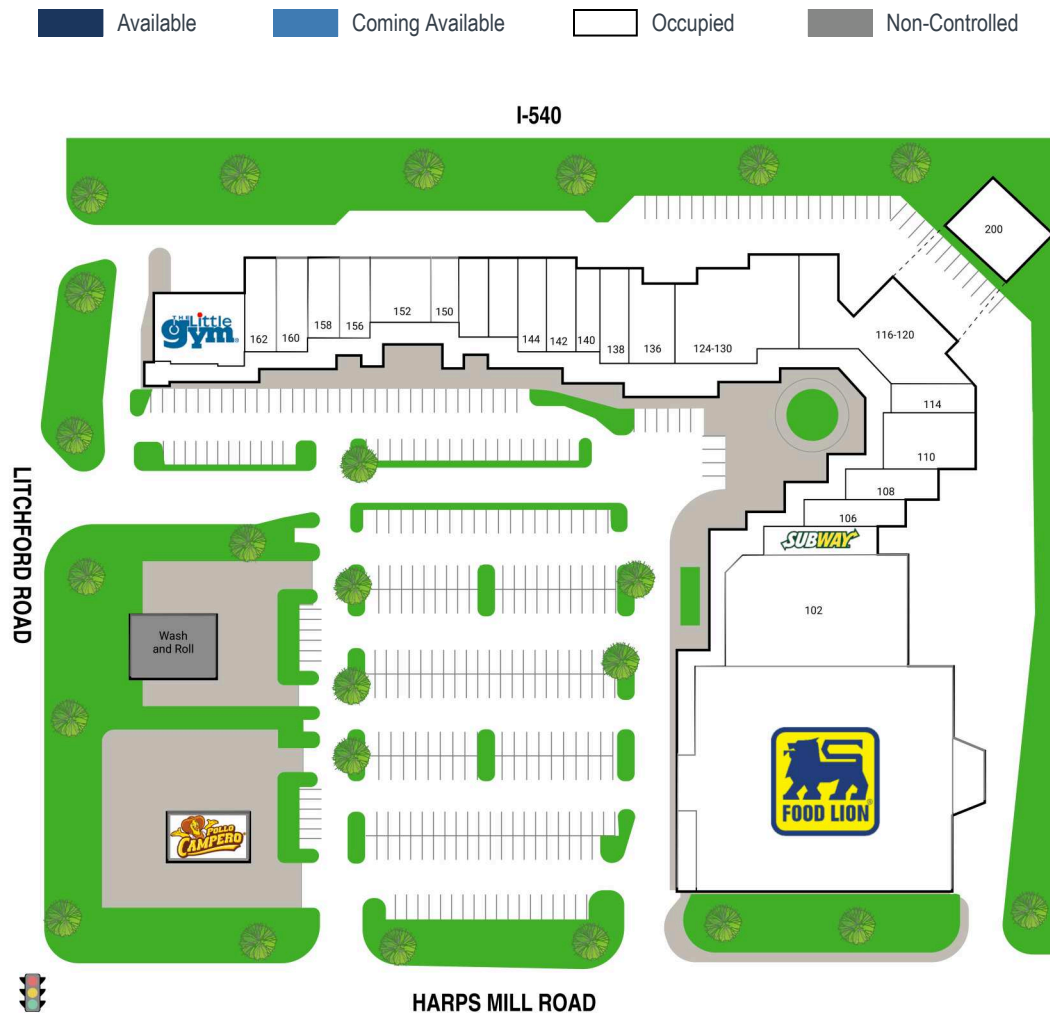 Available
Coming Available
Occupied
Non-Controlled
I-540
200
THE Little gym
162
160
158
156
152
150
144
142
140
138
136
124-130
116-120
114
110
108
106
SUBWAY
102
LITCHFORD ROAD
Wash
and Roll
POLLO
CAMPERO
FOOD LION
HARPS MILL ROAD